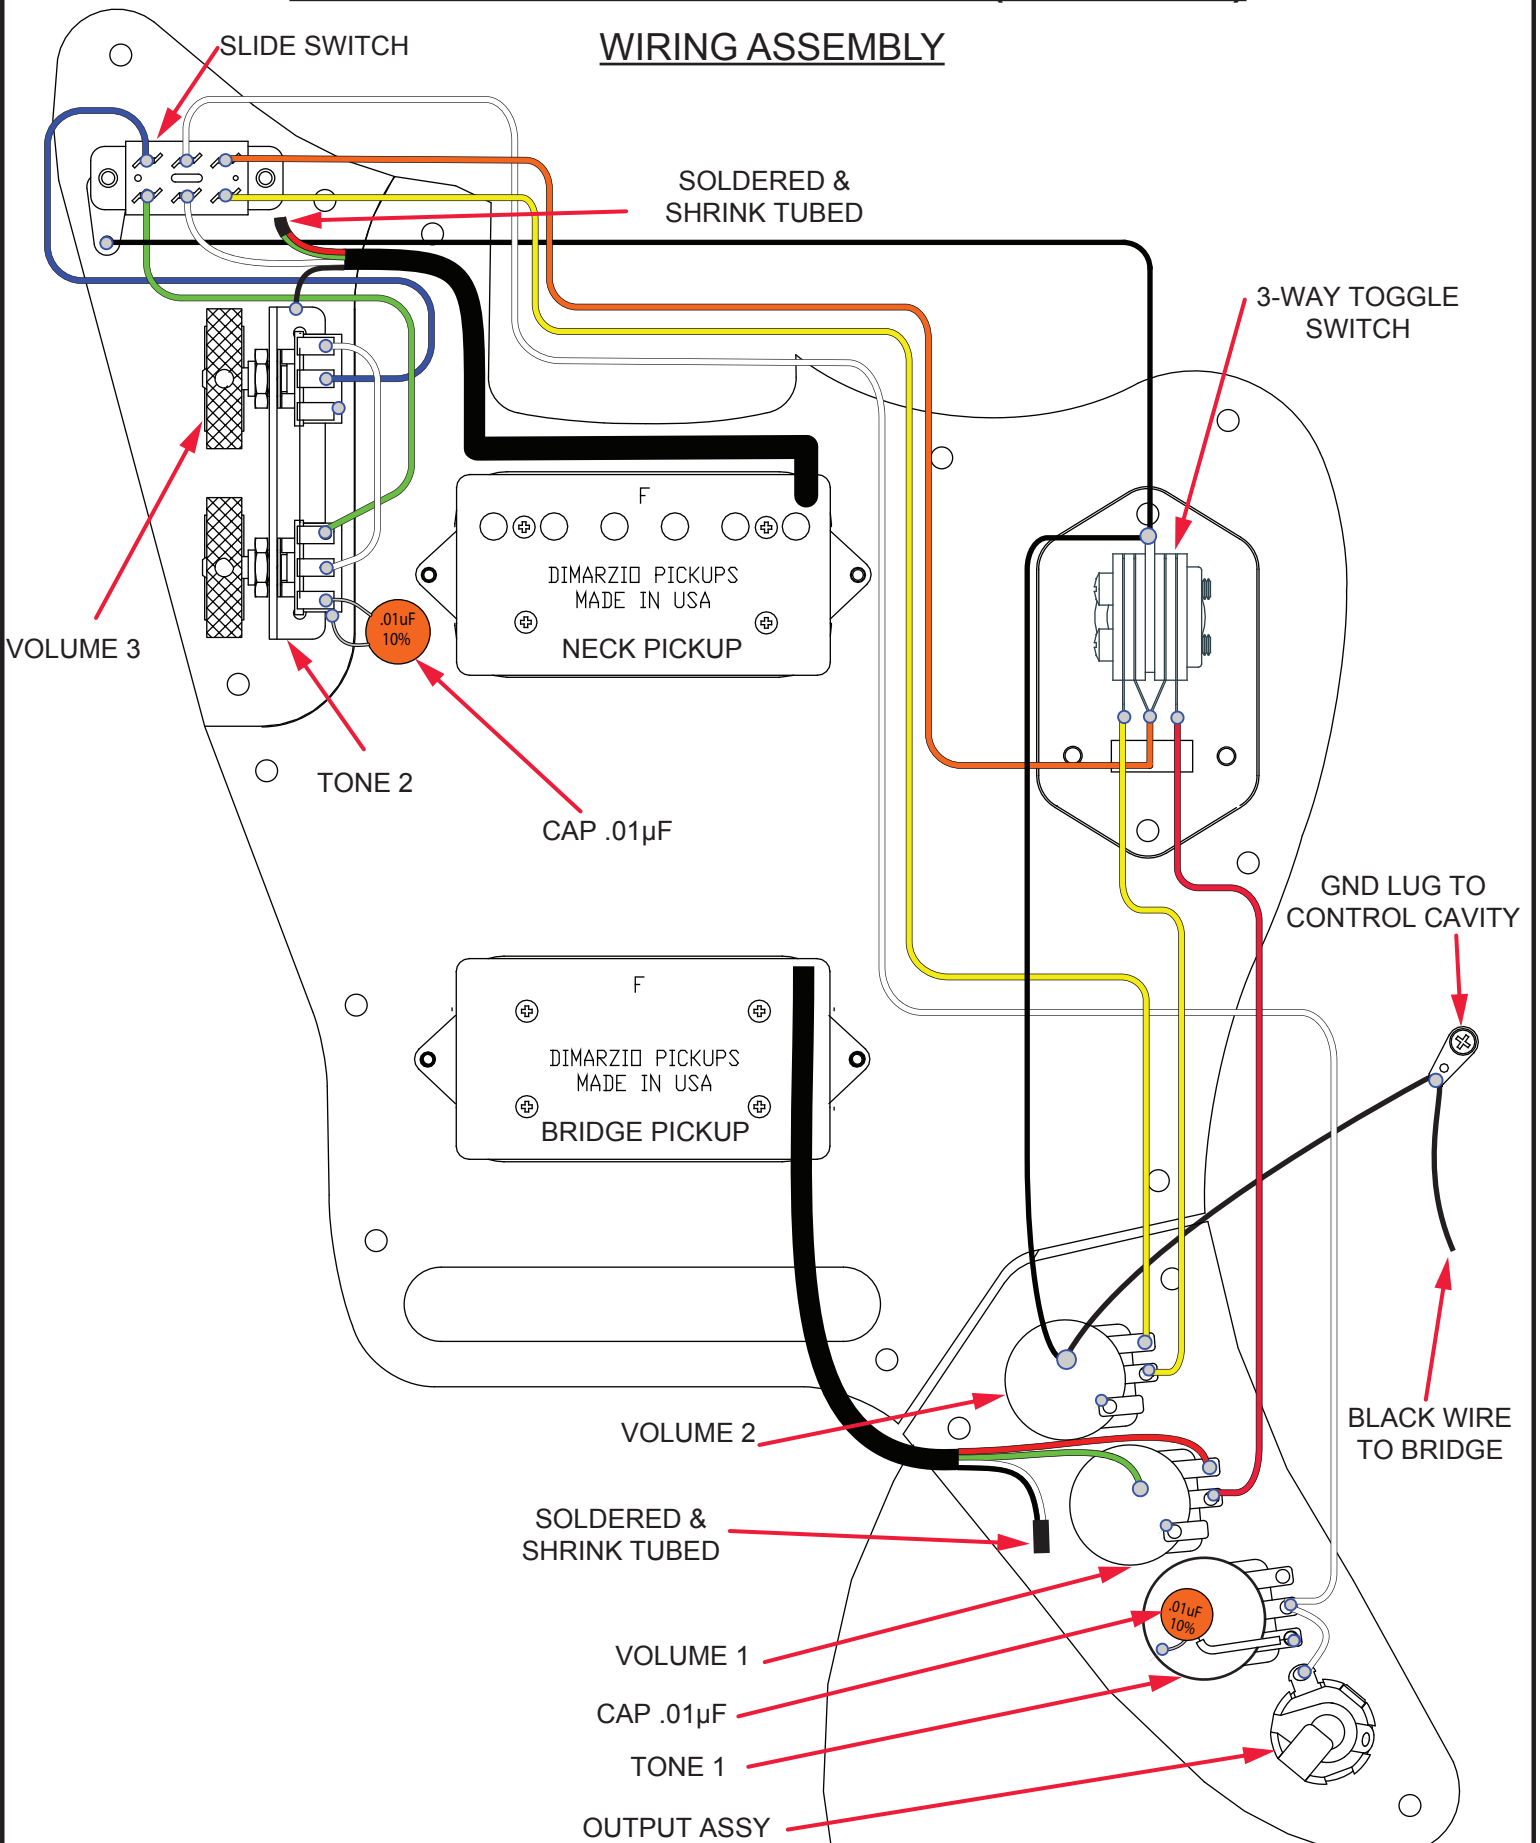 WIRING ASSEMBLY
SLIDE SWITCH
SOLDERED &
SHRINK TUBED
3-WAY TOGGLE
SWITCH
F
DIMARZIO PICKUPS
MADE IN USA
NECK PICKUP
.01uF
10%
VOLUME 3
TONE 2
CAP .01µF
GND LUG TO
CONTROL CAVITY
F
DIMARZIO PICKUPS
MADE IN USA
BRIDGE PICKUP
BLACK WIRE
TO BRIDGE
VOLUME 2
SOLDERED &
SHRINK TUBED
.01uF
10%
VOLUME 1
CAP .01µF
TONE 1
OUTPUT ASSY